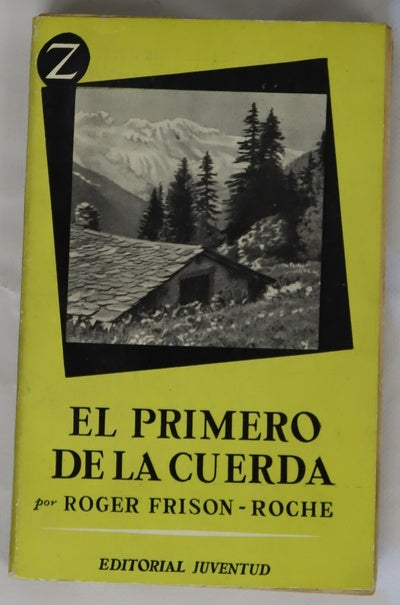 Z
EL PRIMERO
DE LA CUERDA
por ROGER FRISON-ROCHE
EDITORIAL JUVENTUD